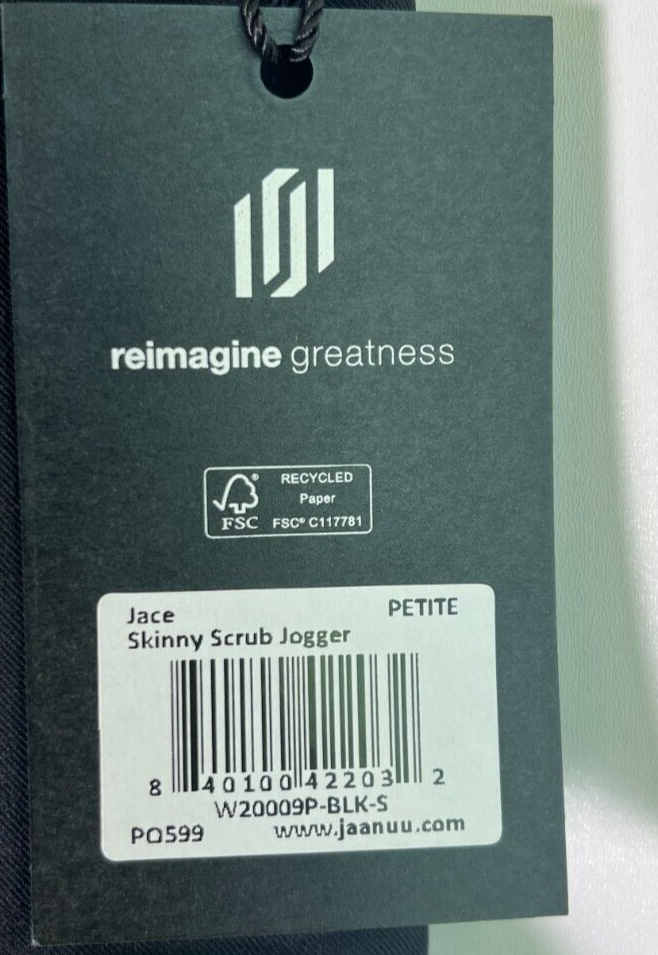 reimagine greatness
RECYCLED
Paper
FSC® C117781
FSC
Jace PETITE
Skinny Scrub Jogger
8 40100 42203 2
W20009P-BLK-S
PO599 www.jaanuu.com